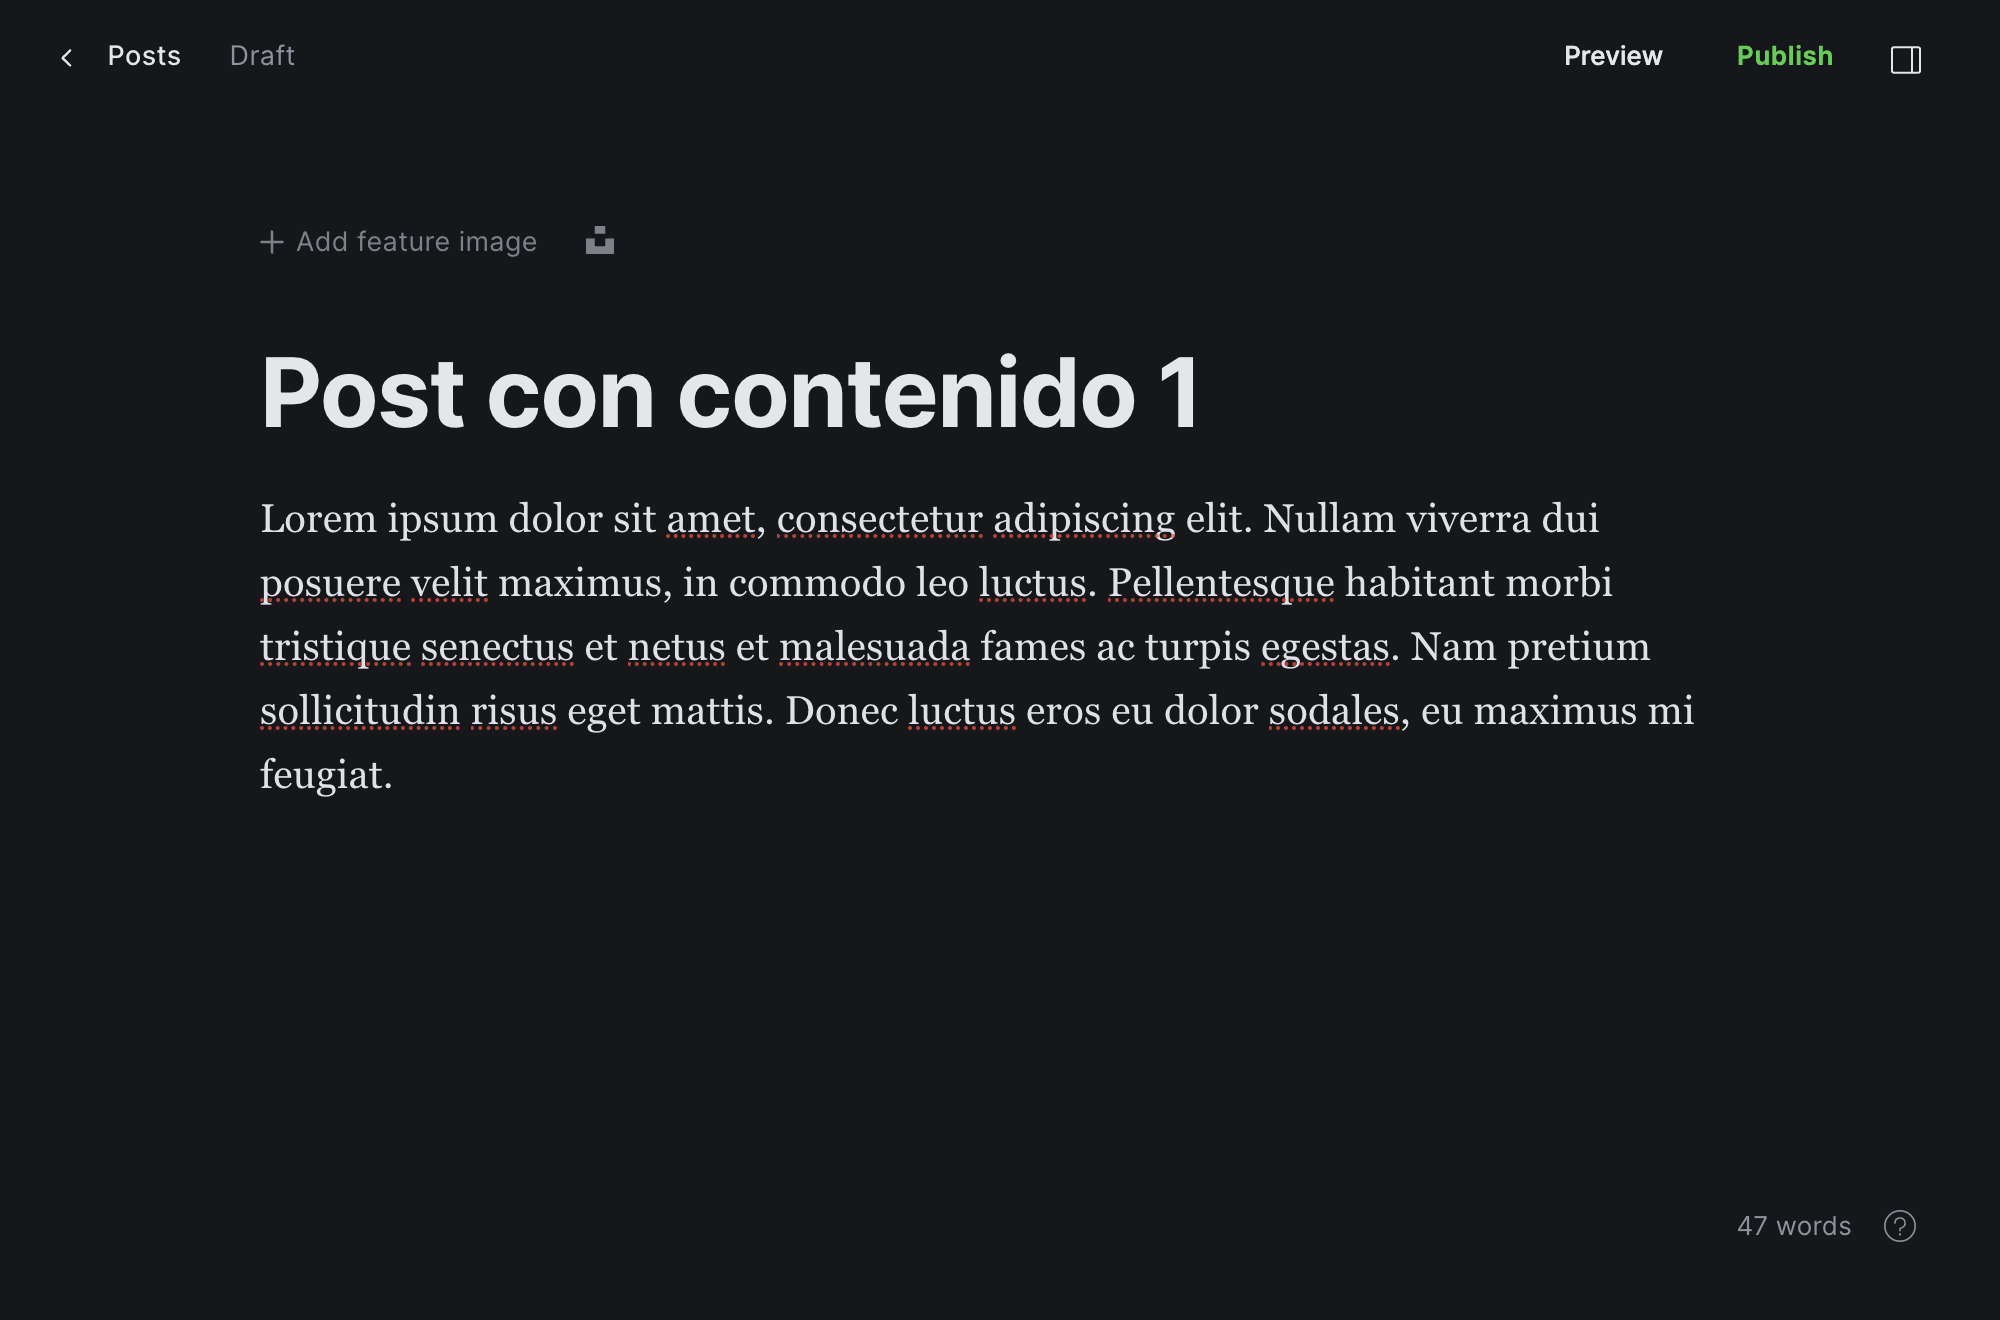 Posts Draft Preview Publish
Add feature image
Post con contenido 1
Lorem ipsum dolor sit amet, consectetur adipiscing elit. Nullam viverra dui
posuere velit maximus, in commodo leo luctus. Pellentesque habitant morbi
tristique senectus et netus et malesuada fames ac turpis egestas. Nam pretium
sollicitudin risus eget mattis. Donec luctus eros eu dolor sodales, eu maximus mi
feugiat.
47 words ?